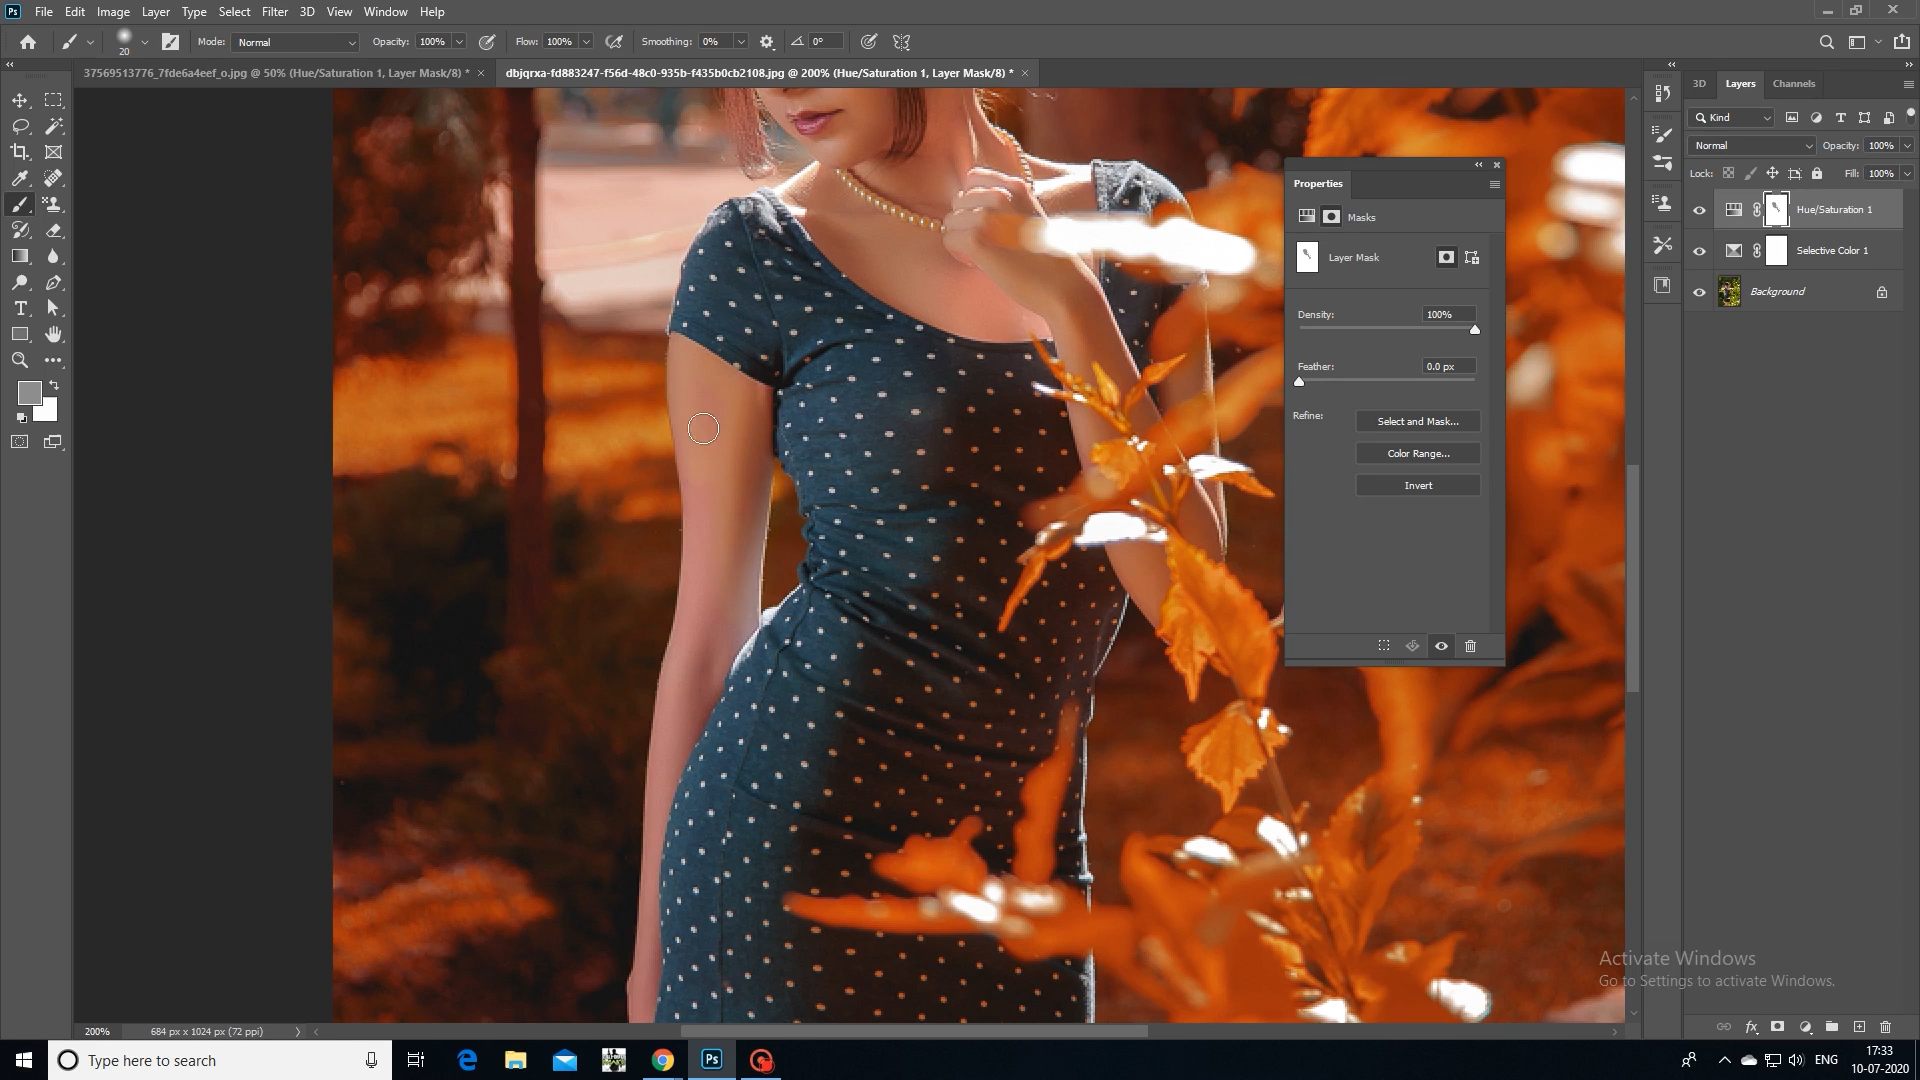 Ps File Edit Image Layer Type Select Filter 3D View Window Help
20 Mode: Normal Opacity: 100% Flow: 100% Smoothing: 0% 0°
37569513776_7fde6a4eef_o.jpg @ 50% (Hue/Saturation 1, Layer Mask/8) * × dbjqrxa-fd883247-f56d-48c0-935b-f435b0cb2108.jpg @ 200% (Hue/Saturation 1, Layer Mask/8) * ×
3D Layers Channels
Kind
Normal Opacity: 100%
Lock: Fill: 100%
Hue/Saturation 1
Selective Color 1
Background
Properties
Masks
Layer Mask
Density: 100%
Feather: 0.0 px
Refine: Select and Mask...
Color Range...
Invert
Activate Windows
Go to Settings to activate Windows.
200% 684 px x 1024 px (72 ppi)
fx
Type here to search
Ps
ENG
17:33
10-07-2020